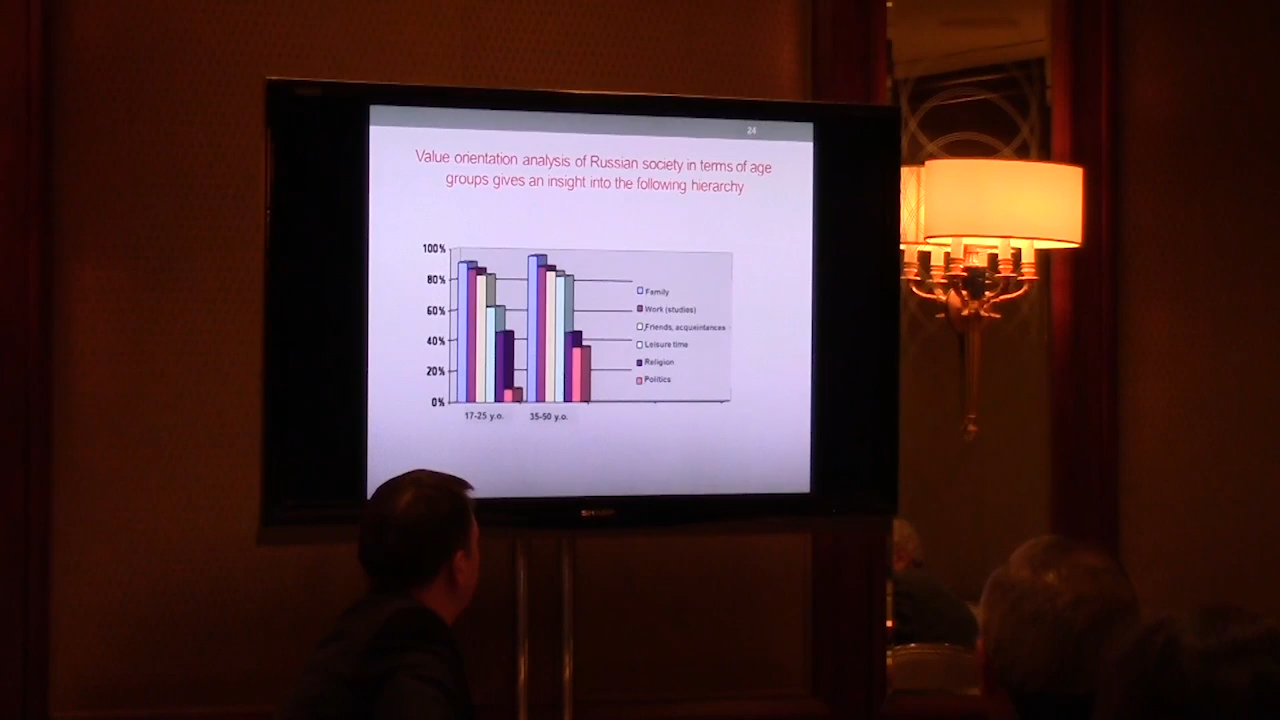 24
Value orientation analysis of Russian society in terms of age
groups gives an insight into the following hierarchy
100%
80%
60%
40%
20%
0%
17-25 y.o.
35-50 y.o.
Family
Work (studies)
Friends, acquaintances
Leisure time
Religion
Politics
SHARP